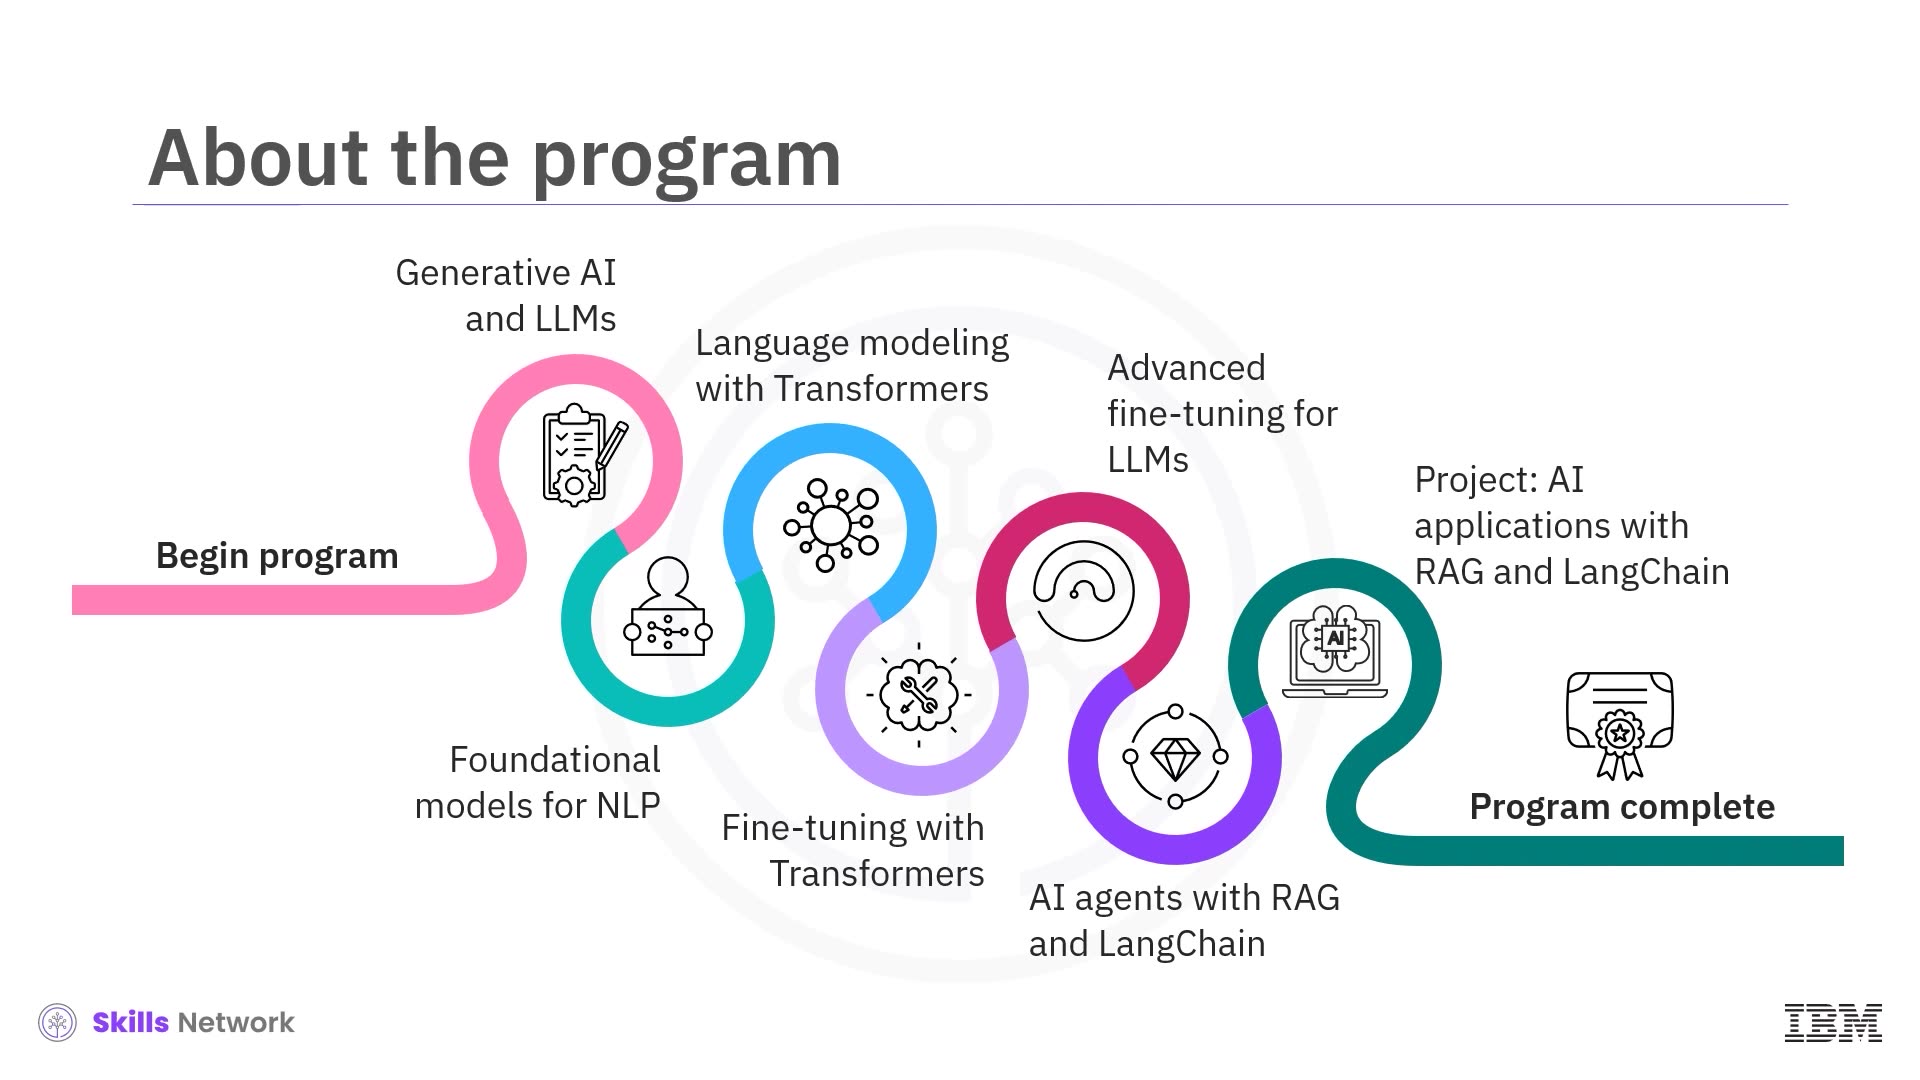 About the program
Generative AI
and LLMs
Language modeling
with Transformers
Advanced
fine-tuning for
LLMs
Project: AI
applications with
RAG and LangChain
Begin program
AI
Foundational
models for NLP
Fine-tuning with
Transformers
AI agents with RAG
and LangChain
Program complete
Skills Network
IBM